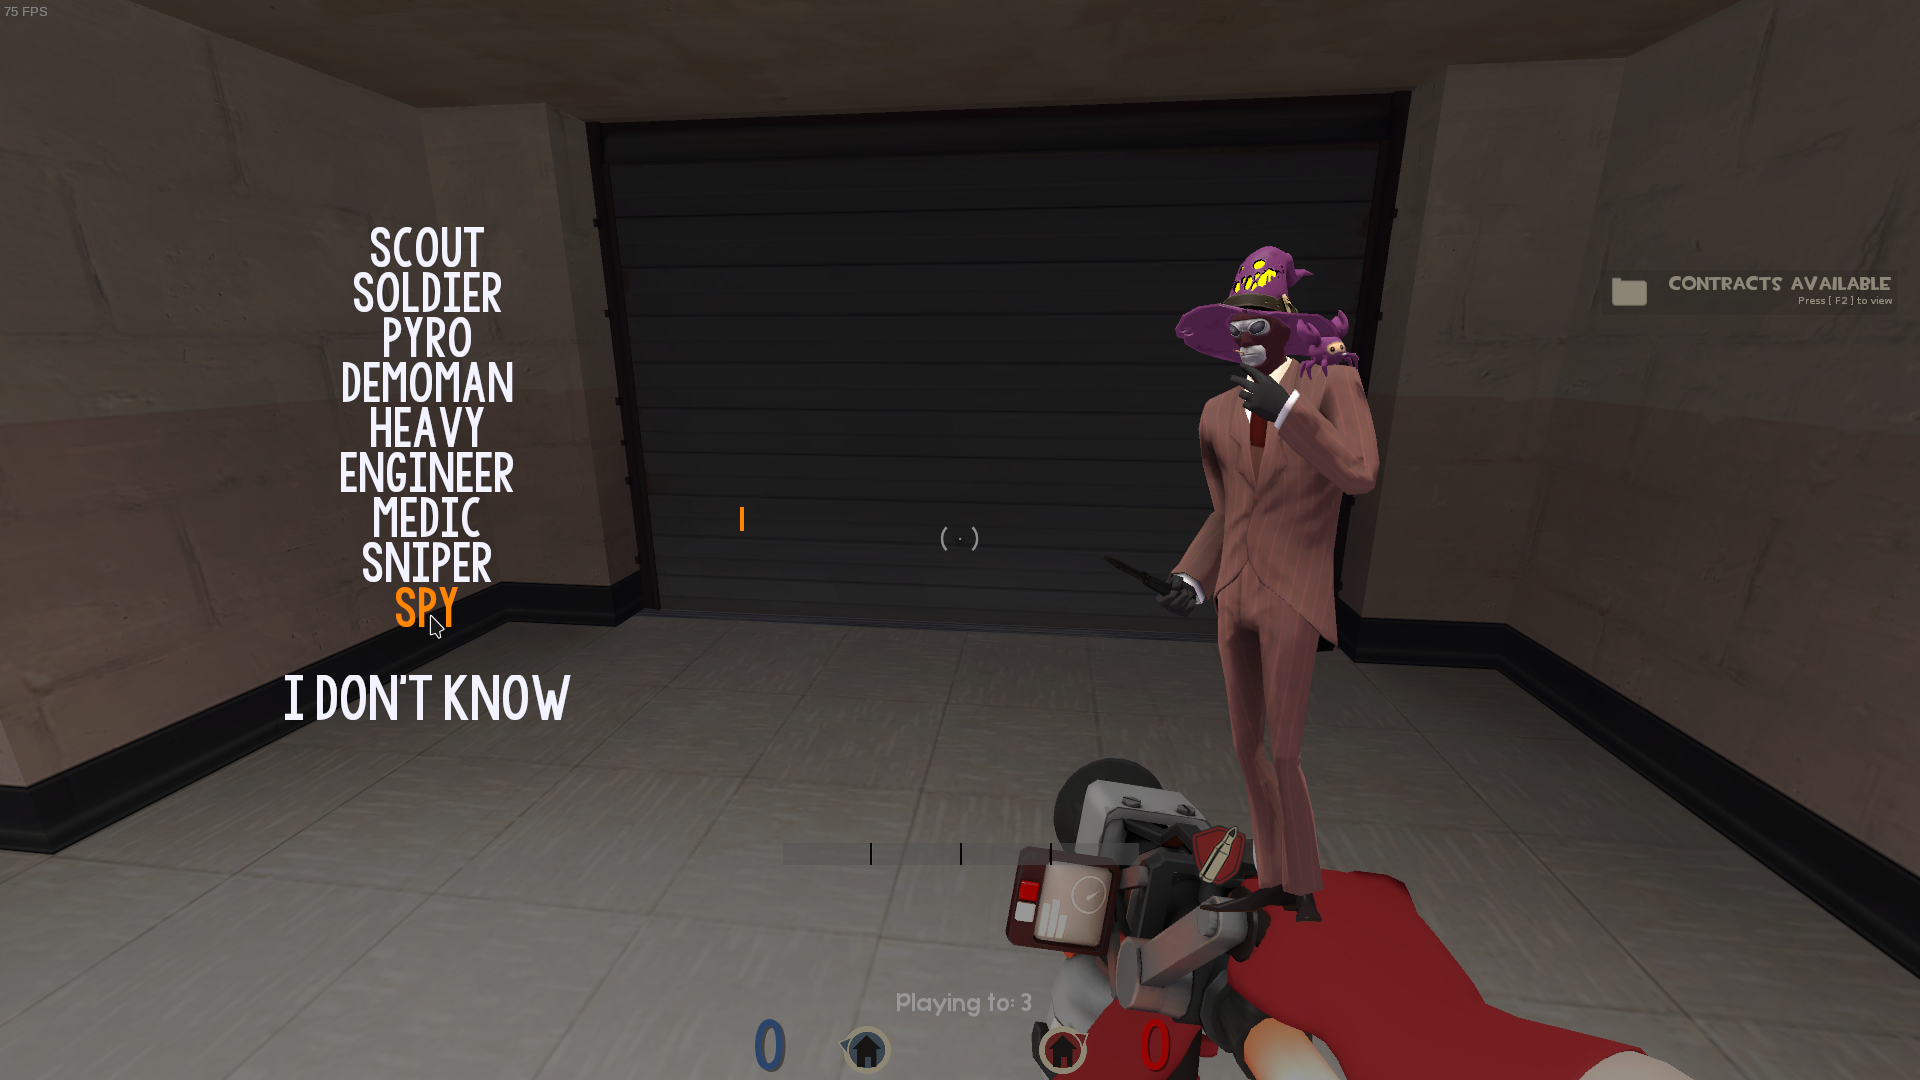 75 FPS
SCOUT
SOLDIER
PYRO
DEMOMAN
HEAVY
ENGINEER
MEDIC
SNIPER
SPY
I DON'T KNOW
CONTRACTS AVAILABLE
Press [ F2 ] to view
Playing to: 3
0 0